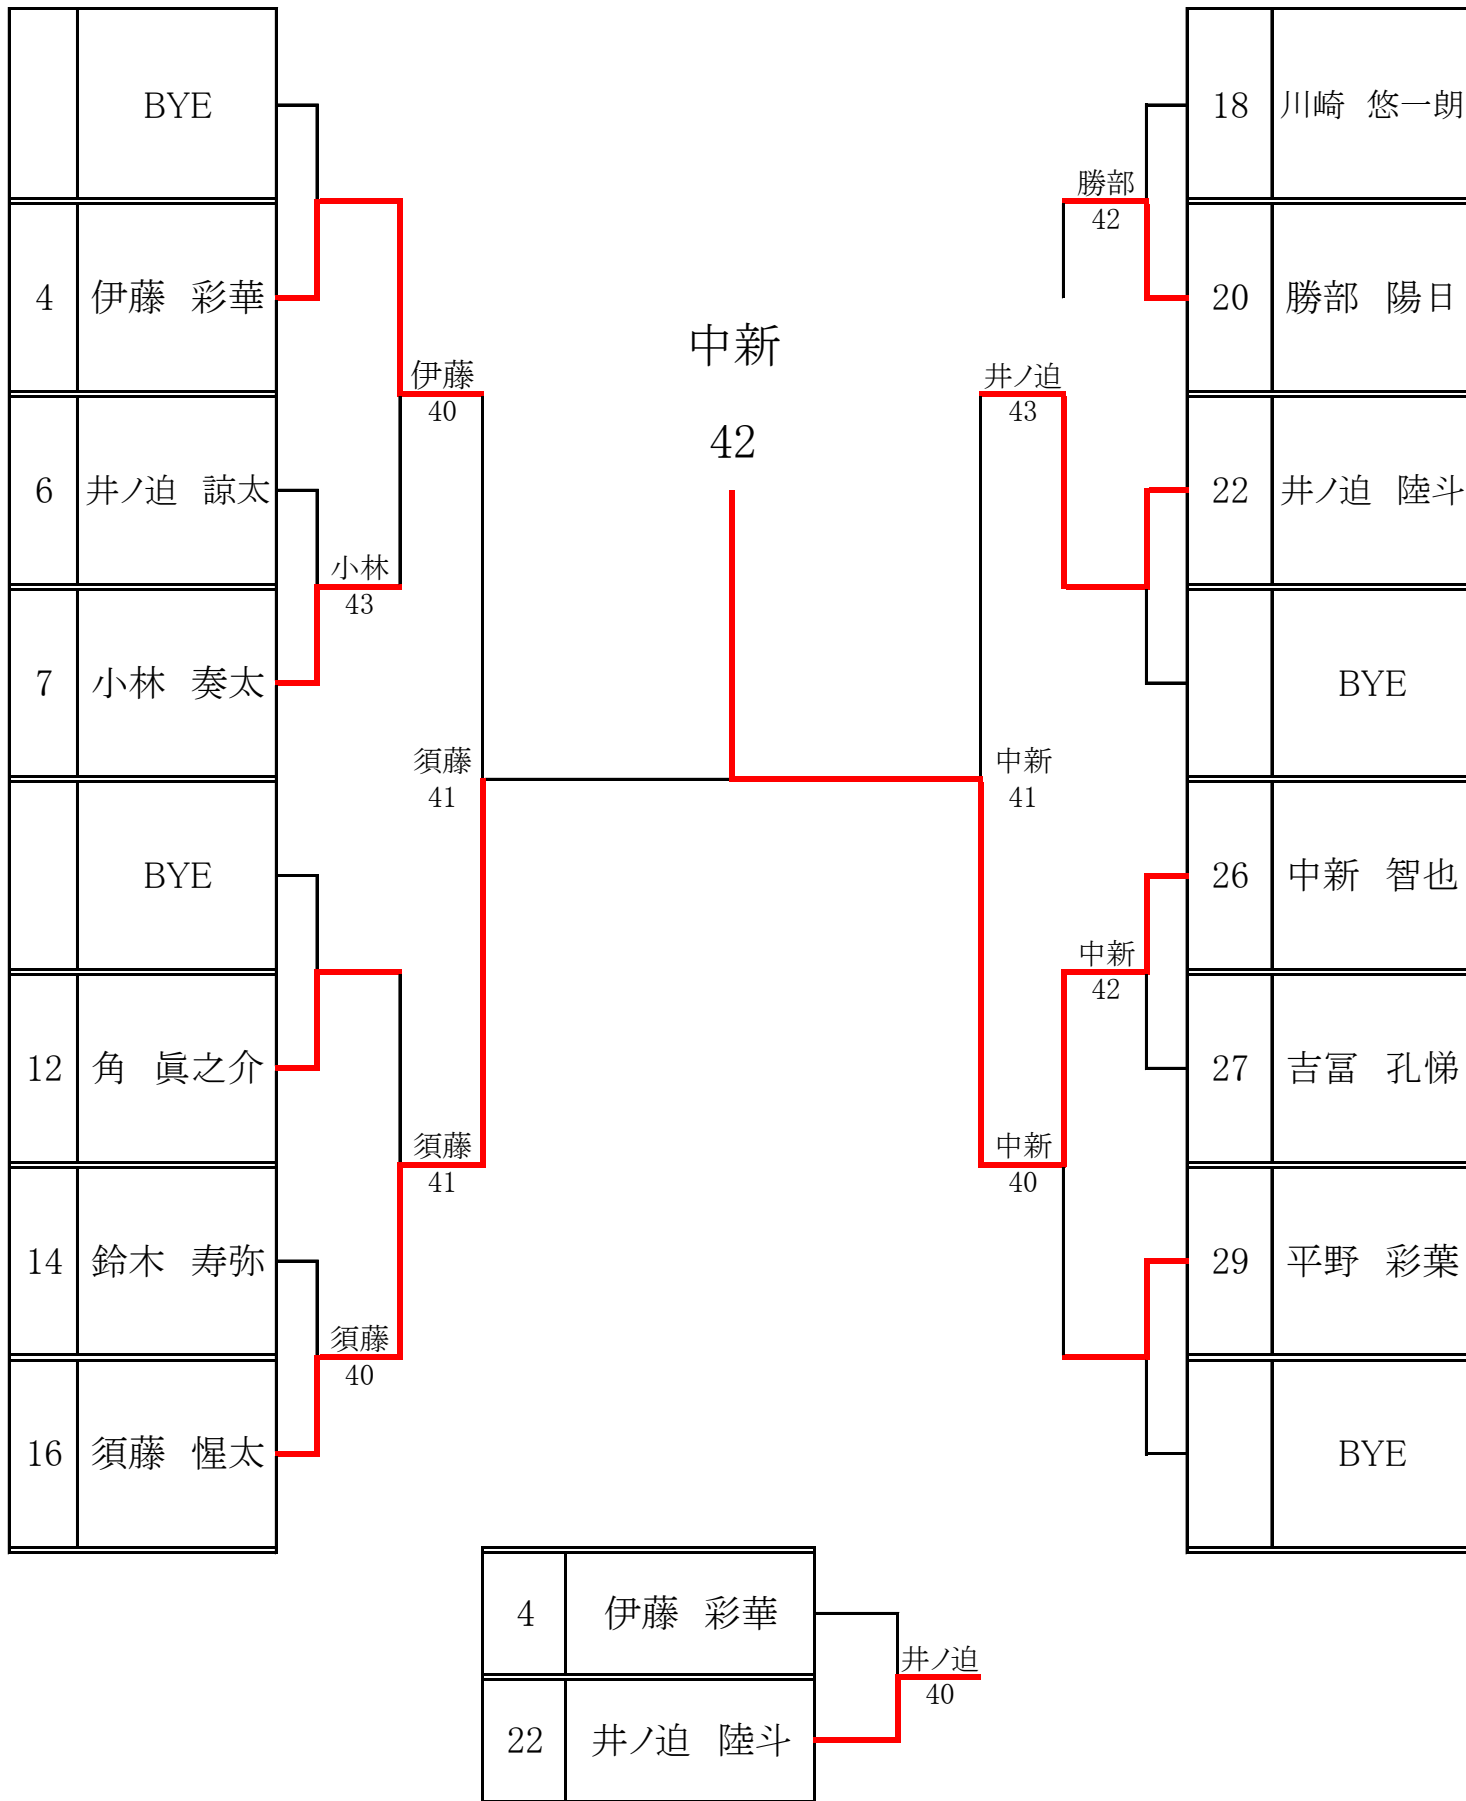 BYE
4 伊藤 彩華
6 井ノ迫 諒太
7 小林 奏太
BYE
12 角 眞之介
14 鈴木 寿弥
16 須藤 惺太
小林
43
須藤
40
伊藤
40
須藤
41
須藤
41
中新
42
井ノ迫
43
中新
41
中新
40
勝部
42
中新
42
18 川崎 悠一朗
20 勝部 陽日
22 井ノ迫 陸斗
BYE
26 中新 智也
27 吉冨 孔悌
29 平野 彩葉
BYE
4 伊藤 彩華
22 井ノ迫 陸斗
井ノ迫
40